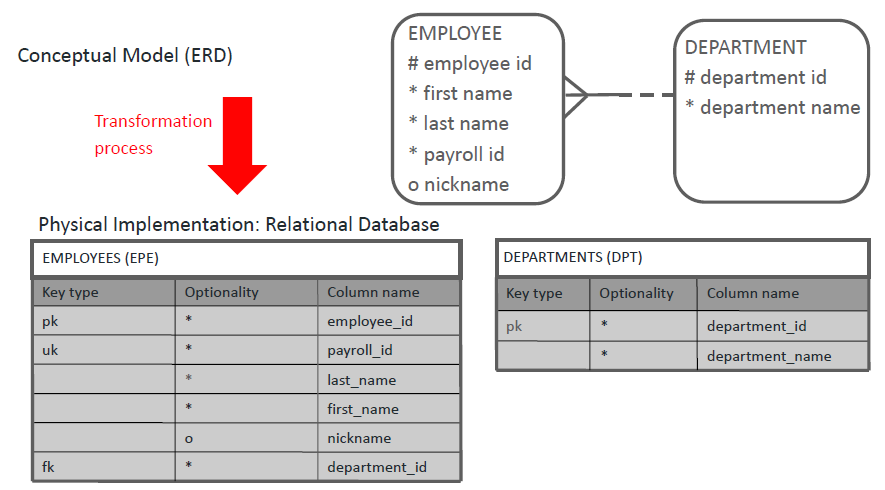 Conceptual Model (ERD)
Transformation
process
EMPLOYEE
# employee id
* first name
* last name
* payroll id
o nickname
DEPARTMENT
# department id
* department name
Physical Implementation: Relational Database
EMPLOYEES (EPE)
Key type Optionality Column name
pk * employee_id
uk * payroll_id
* last_name
* first_name
o nickname
fk * department_id
DEPARTMENTS (DPT)
Key type Optionality Column name
pk * department_id
* department_name